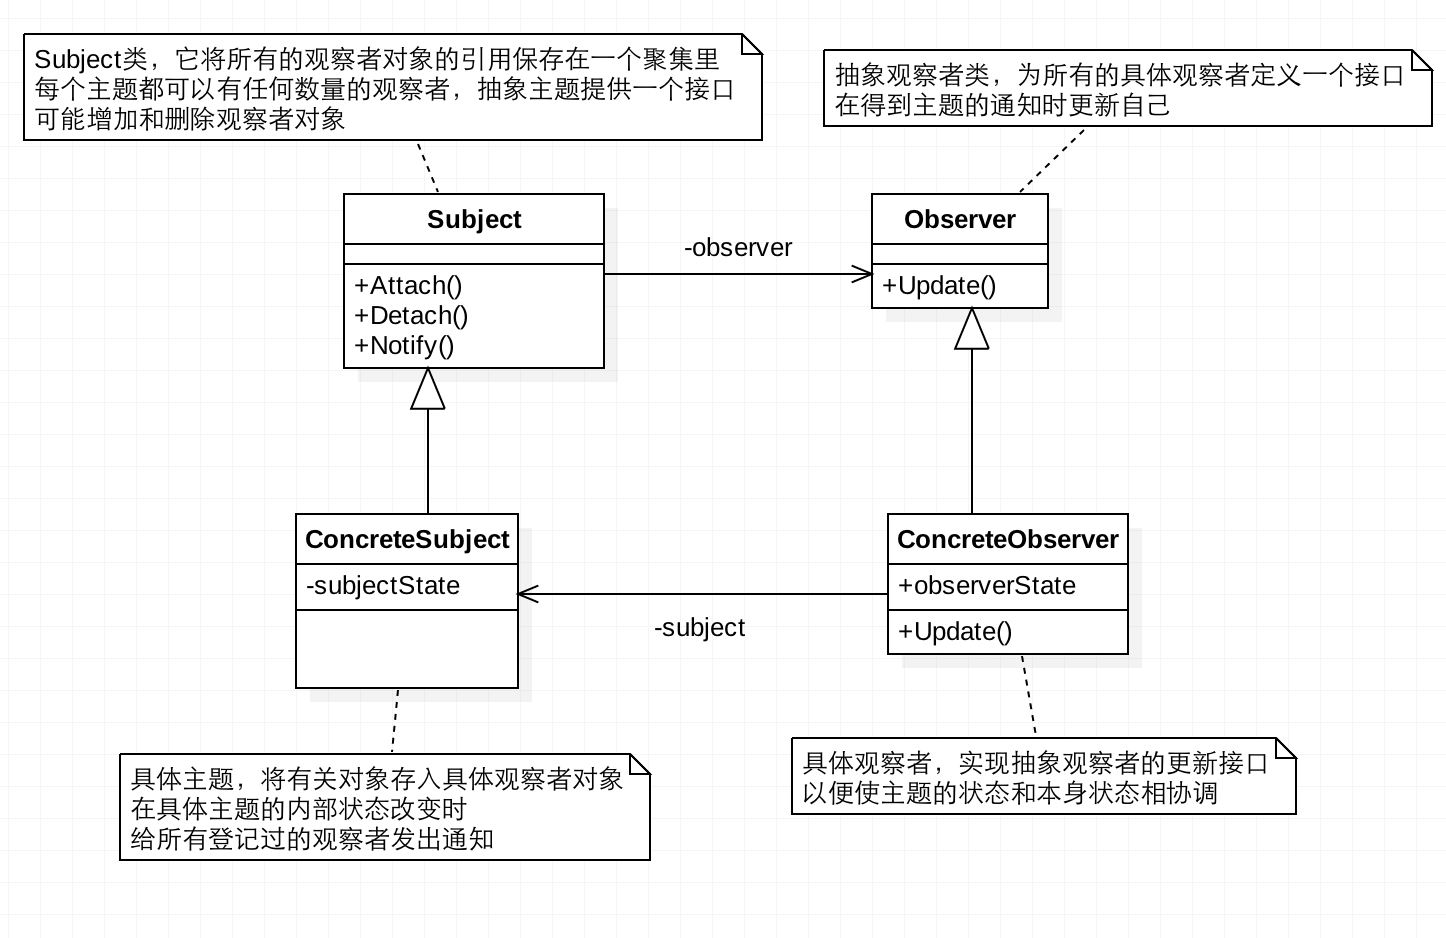 Subject类，它将所有的观察者对象的引用保存在一个聚集里
每个主题都可以有任何数量的观察者，抽象主题提供一个接口
可能增加和删除观察者对象
抽象观察者类，为所有的具体观察者定义一个接口
在得到主题的通知时更新自己
Subject
+Attach()
+Detach()
+Notify()
-observer
Observer
+Update()
ConcreteSubject
-subjectState
-subject
ConcreteObserver
+observerState
+Update()
具体主题，将有关对象存入具体观察者对象
在具体主题的内部状态改变时
给所有登记过的观察者发出通知
具体观察者，实现抽象观察者的更新接口
以便使主题的状态和本身状态相协调